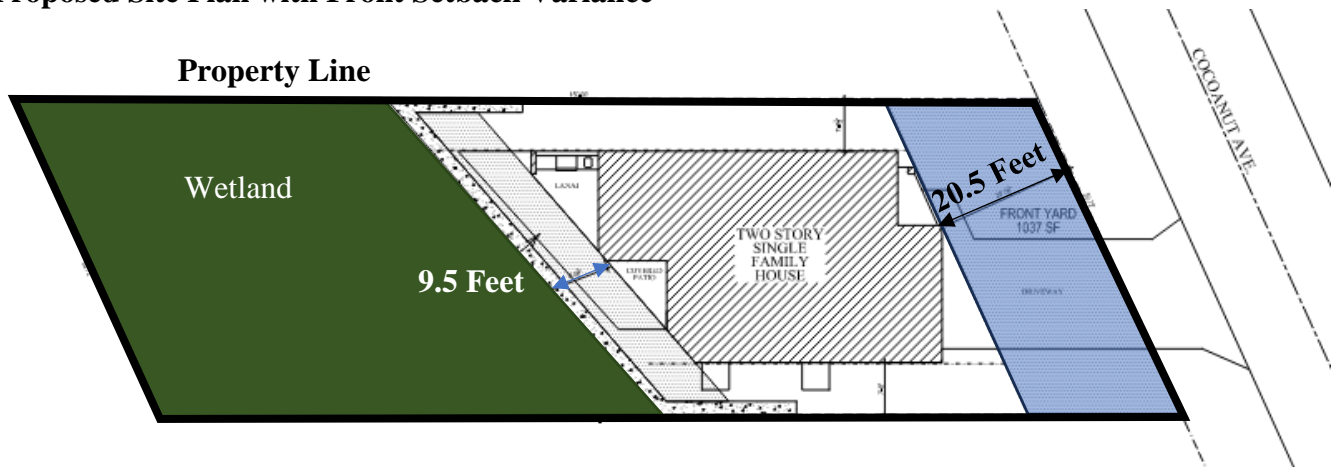 Proposed Site Plan with Front Setback Variance
Property Line
COCOANUT AVE.
Wetland
LANAI
20.5 Feet
FRONT YARD
1037 SF
TWO STORY
SINGLE
FAMILY
HOUSE
COVERED
PATIO
9.5 Feet
DRIVEWAY